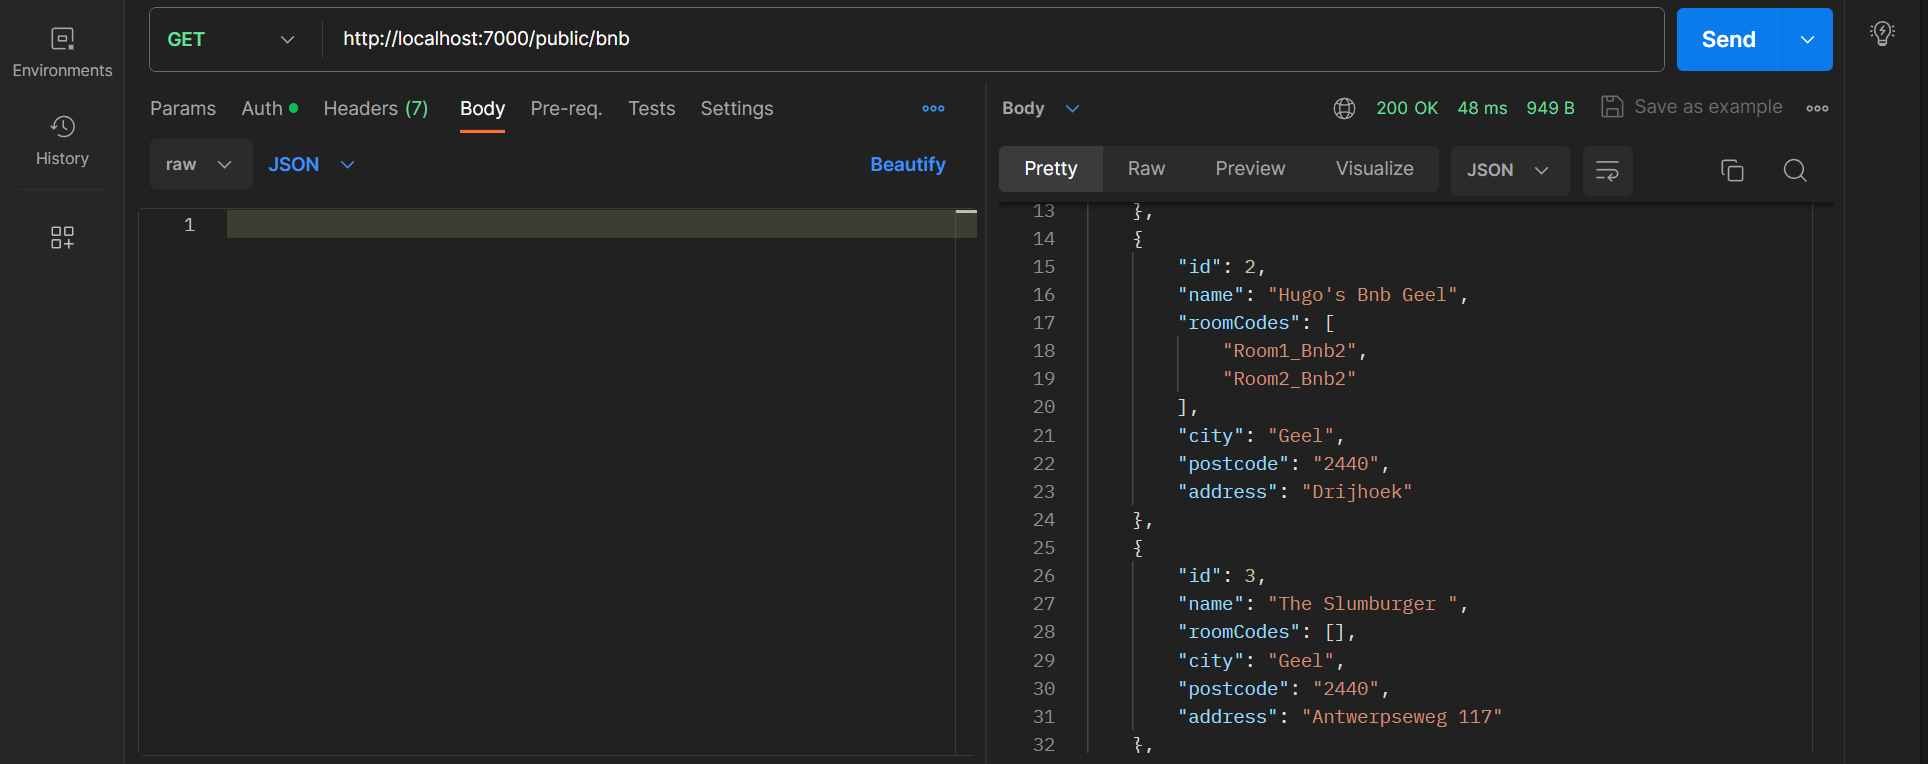 GET http://localhost:7000/public/bnb Send
Environments
History
Params Auth Headers (7) Body Pre-req. Tests Settings
raw JSON Beautify
1
Body 200 OK 48 ms 949 B Save as example
Pretty Raw Preview Visualize JSON
13 },
14 {
15 "id": 2,
16 "name": "Hugo's Bnb Geel",
17 "roomCodes": [
18 "Room1_Bnb2",
19 "Room2_Bnb2"
20 ],
21 "city": "Geel",
22 "postcode": "2440",
23 "address": "Drijhoek"
24 },
25 {
26 "id": 3,
27 "name": "The Slumburger ",
28 "roomCodes": [],
29 "city": "Geel",
30 "postcode": "2440",
31 "address": "Antwerpseweg 117"
32 },